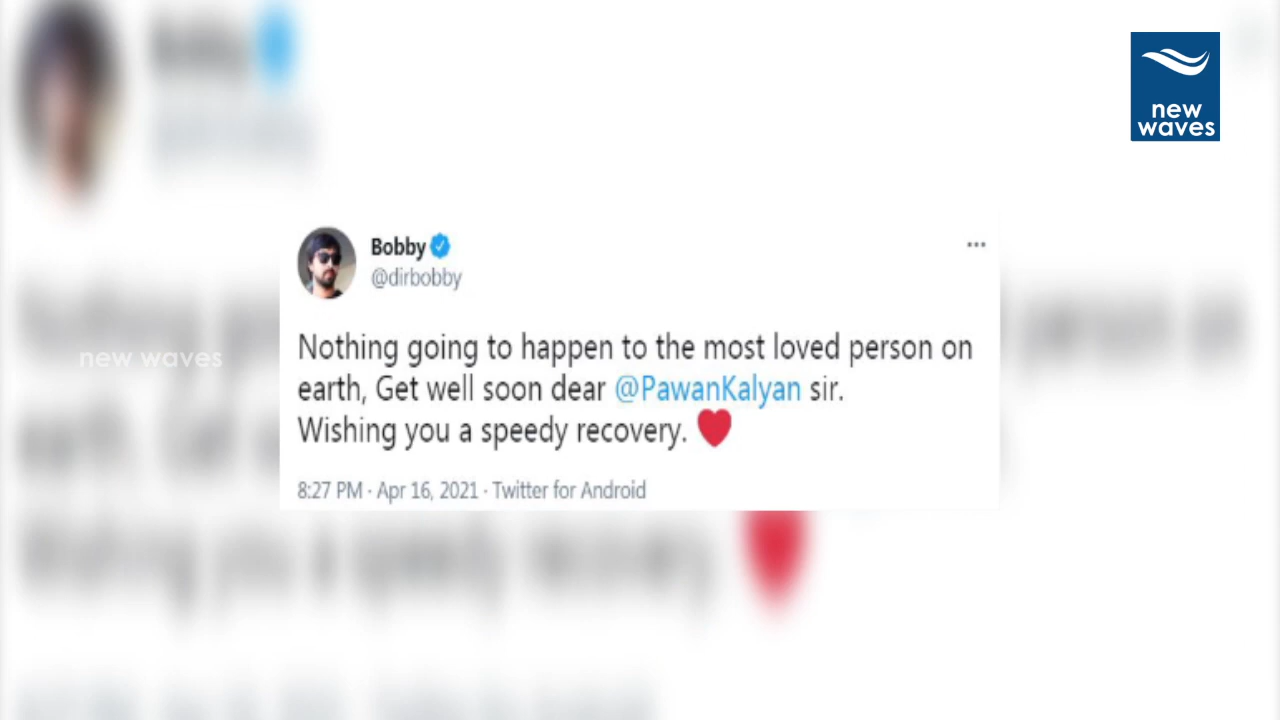 new
waves
Bobby
@dirbobby
Nothing going to happen to the most loved person on
earth, Get well soon dear @PawanKalyan sir.
Wishing you a speedy recovery. ❤
8:27 PM · Apr 16, 2021 · Twitter for Android
new waves